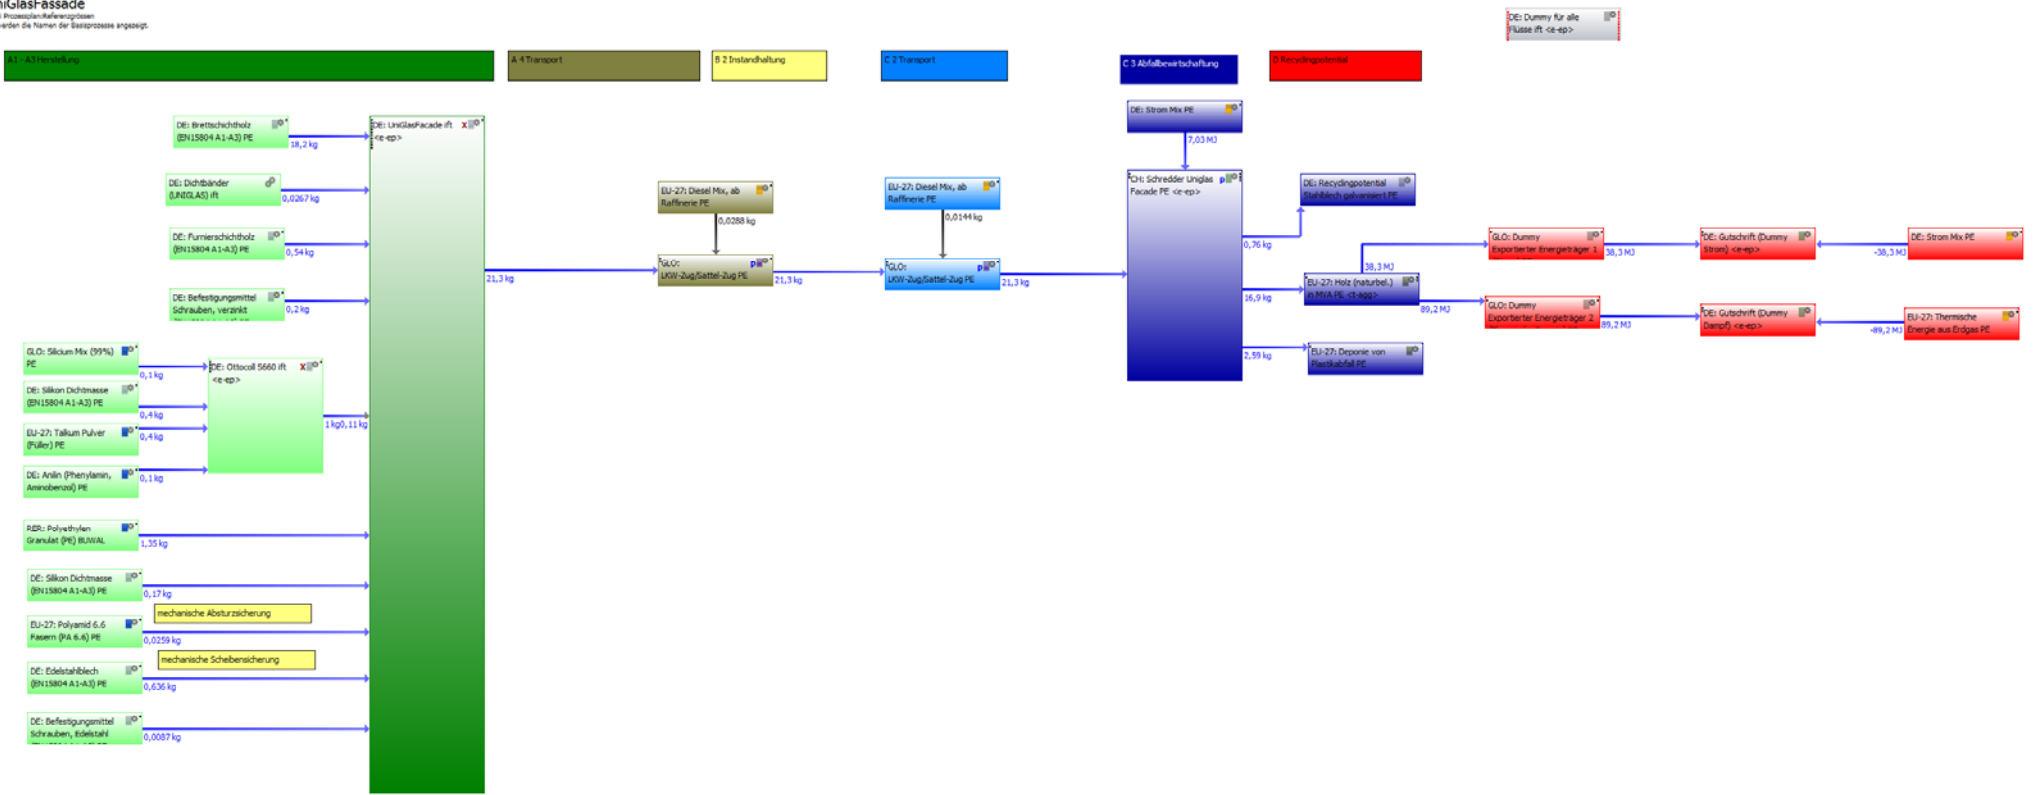 niGlasFassade
Prozessplan:Referenzgrössen
werden die Namen der Basisprozesse angezeigt.
DE: Dummy für alle
Flüsse ift <e-ep>
A1 - A3 Herstellung
A 4 Transport
B 2 Instandhaltung
C 2 Transport
C 3 Abfallbewirtschaftung
D Recyclingpotential
DE: Brettschichtholz
(EN15804 A1-A3) PE
18,2 kg
DE: Dichtbänder
(UNIGLAS) ift
0,0267 kg
DE: Furnierschichtholz
(EN15804 A1-A3) PE
0,54 kg
DE: Befestigungsmittel
Schrauben, verzinkt
0,2 kg
GLO: Silicium Mix (99%)
PE
0,1 kg
DE: Silikon Dichtmasse
(EN15804 A1-A3) PE
0,4 kg
EU-27: Talkum Pulver
(Füller) PE
0,4 kg
DE: Anilin (Phenylamin,
Aminobenzol) PE
0,1 kg
DE: Ottocoll S660 ift
<e-ep>
1 kg0,11 kg
RER: Polyethylen
Granulat (PE) BUWAL
1,35 kg
DE: Silikon Dichtmasse
(EN15804 A1-A3) PE
0,17 kg
mechanische Absturzsicherung
EU-27: Polyamid 6.6
Fasern (PA 6.6) PE
0,0259 kg
mechanische Scheibensicherung
DE: Edelstahlblech
(EN15804 A1-A3) PE
0,636 kg
DE: Befestigungsmittel
Schrauben, Edelstahl
0,0087 kg
DE: UniGlasFacade ift
<e-ep>
21,3 kg
EU-27: Diesel Mix, ab
Raffinerie PE
0,0288 kg
GLO:
LKW-Zug/Sattel-Zug PE
21,3 kg
EU-27: Diesel Mix, ab
Raffinerie PE
0,0144 kg
GLO:
LKW-Zug/Sattel-Zug PE
21,3 kg
DE: Strom Mix PE
7,03 MJ
CH: Schredder Uniglas
Facade PE <e-ep>
0,76 kg
16,9 kg
2,59 kg
DE: Recyclingpotential
Stahlblech galvanisiert PE
EU-27: Holz (naturbel.)
in MVA PE <t-agg>
38,3 MJ
89,2 MJ
EU-27: Deponie von
Plastikabfall PE
GLO: Dummy
Exportierter Energieträger 1
38,3 MJ
DE: Gutschrift (Dummy
Strom) <e-ep>
-38,3 MJ
DE: Strom Mix PE
GLO: Dummy
Exportierter Energieträger 2
89,2 MJ
DE: Gutschrift (Dummy
Dampf) <e-ep>
-89,2 MJ
EU-27: Thermische
Energie aus Erdgas PE